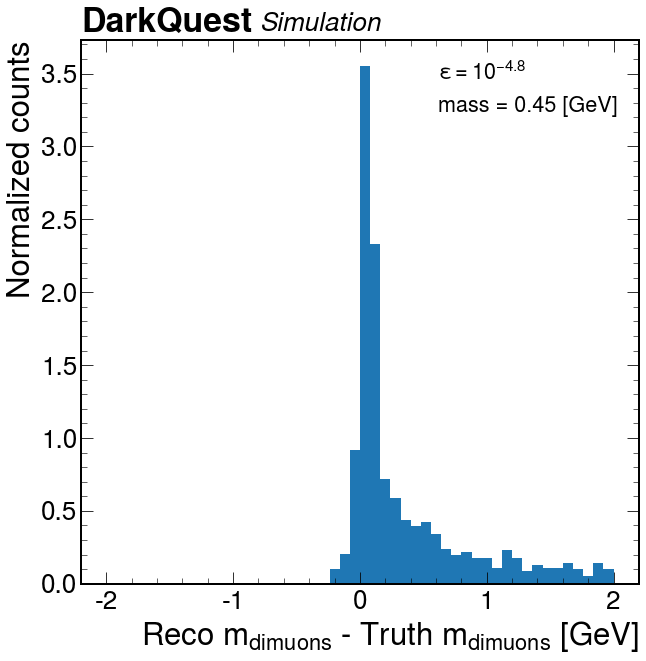 DarkQuest Simulation
ε = 10⁻⁴·⁸
mass = 0.45 [GeV]
Normalized counts
3.5
3.0
2.5
2.0
1.5
1.0
0.5
0.0
-2 -1 0 1 2
Reco m_dimuons - Truth m_dimuons [GeV]